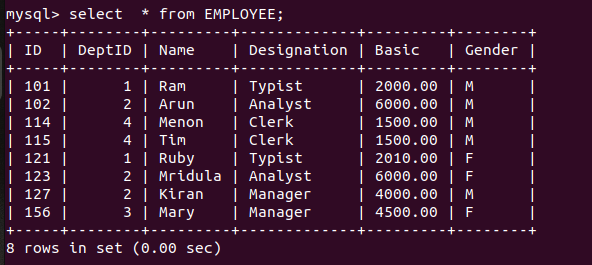 mysql> select  * from EMPLOYEE;
+-----+--------+---------+-------------+---------+--------+
| ID  | DeptID | Name    | Designation | Basic   | Gender |
+-----+--------+---------+-------------+---------+--------+
| 101 |      1 | Ram     | Typist      | 2000.00 | M      |
| 102 |      2 | Arun    | Analyst     | 6000.00 | M      |
| 114 |      4 | Menon   | Clerk       | 1500.00 | M      |
| 115 |      4 | Tim     | Clerk       | 1500.00 | M      |
| 121 |      1 | Ruby    | Typist      | 2010.00 | F      |
| 123 |      2 | Mridula | Analyst     | 6000.00 | F      |
| 127 |      2 | Kiran   | Manager     | 4000.00 | M      |
| 156 |      3 | Mary    | Manager     | 4500.00 | F      |
+-----+--------+---------+-------------+---------+--------+
8 rows in set (0.00 sec)